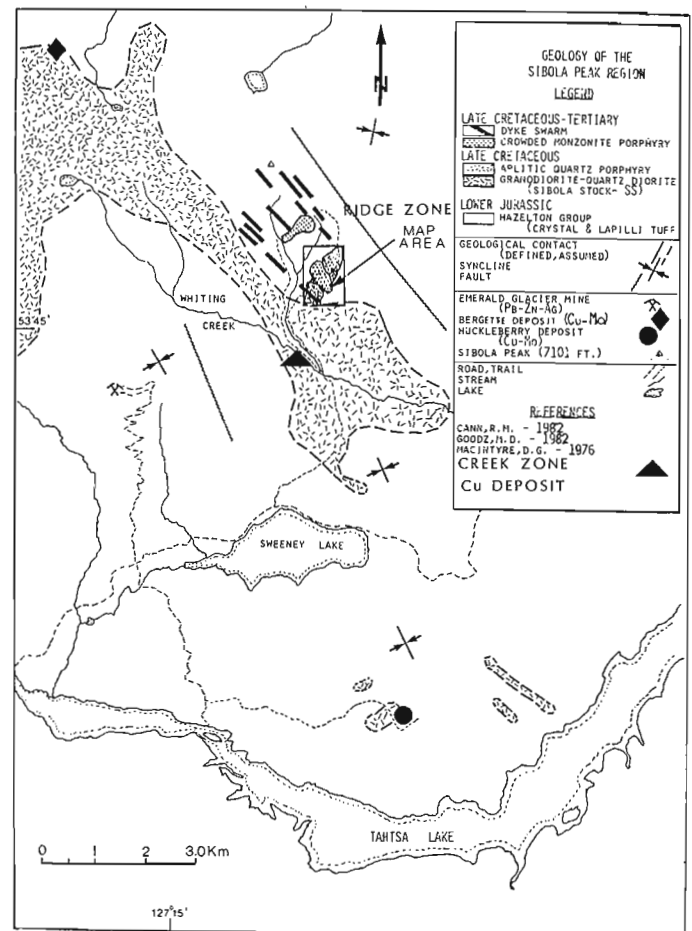 GEOLOGY OF THE
SIBOLA PEAK REGION
LEGEND
LATE CRETACEOUS-TERTIARY
DYKE SWARM
CROWDED MONZONITE PORPHYRY
LATE CRETACEOUS
APLITIC QUARTZ PORPHYRY
GRANODIORITE-QUARTZ DIORITE
(SIBOLA STOCK- SS)
LOWER JURASSIC
HAZELTON GROUP
(CRYSTAL & LAPILLI TUFF
GEOLOGICAL CONTACT
(DEFINED, ASSUMED)
SYNCLINE
FAULT
EMERALD GLACIER MINE
(Pb-Zn-Ag)
BERGETTE DEPOSIT (Cu-Mo)
HUCKLEBERRY DEPOSIT
(Cu-Mo)
SIBOLA PEAK (7101 FT.)
ROAD, TRAIL
STREAM
LAKE
REFERENCES
CANN, R.M. - 1982
GOODZ, M.D. - 1982
MACINTYRE, D.G. - 1976
CREEK ZONE
Cu DEPOSIT
N
RIDGE ZONE
MAP
AREA
WHITING
CREEK
53°45'
SWEENEY LAKE
TAHTSA LAKE
0 1 2 3.0Km
127°15'